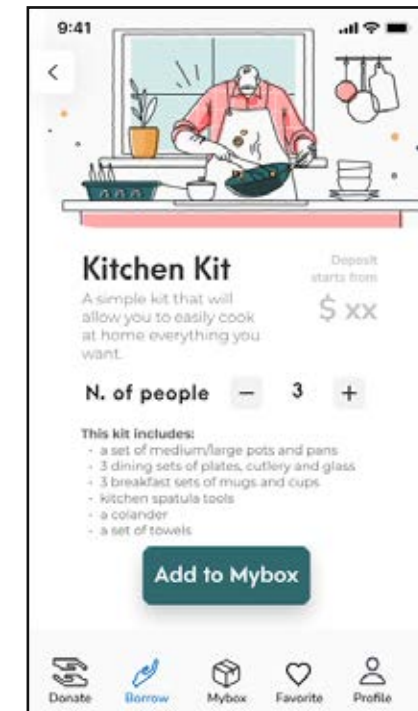 9:41
Kitchen Kit
Deposit
starts from
$ xx
A simple kit that will
allow you to easily cook
at home everything you
want.
N. of people - 3 +
This kit includes:
- a set of medium/large pots and pans
- 3 dining sets of plates, cutlery and glass
- 3 breakfast sets of mugs and cups
- kitchen spatula tools
- a colander
- a set of towels
Add to Mybox
Donate Borrow Mybox Favorite Profile